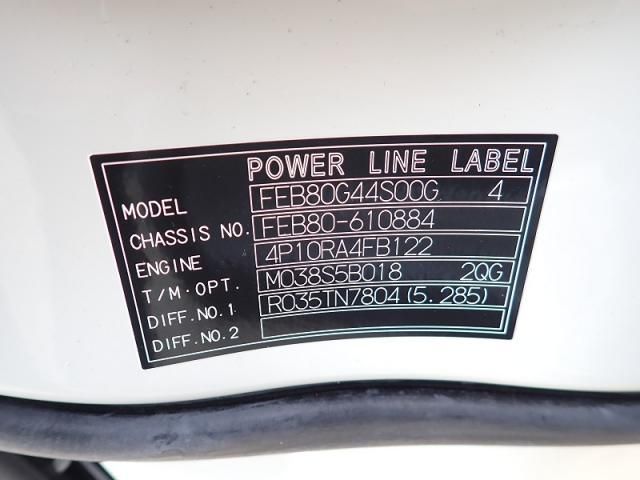 POWER LINE LABEL
MODEL FEB80G44S00G 4
CHASSIS NO. FEB80-610884
ENGINE 4P10RA4FB122
T/M·OPT. M038S5B018 2QG
DIFF.NO.1 R035TN7804(5.285)
DIFF.NO.2